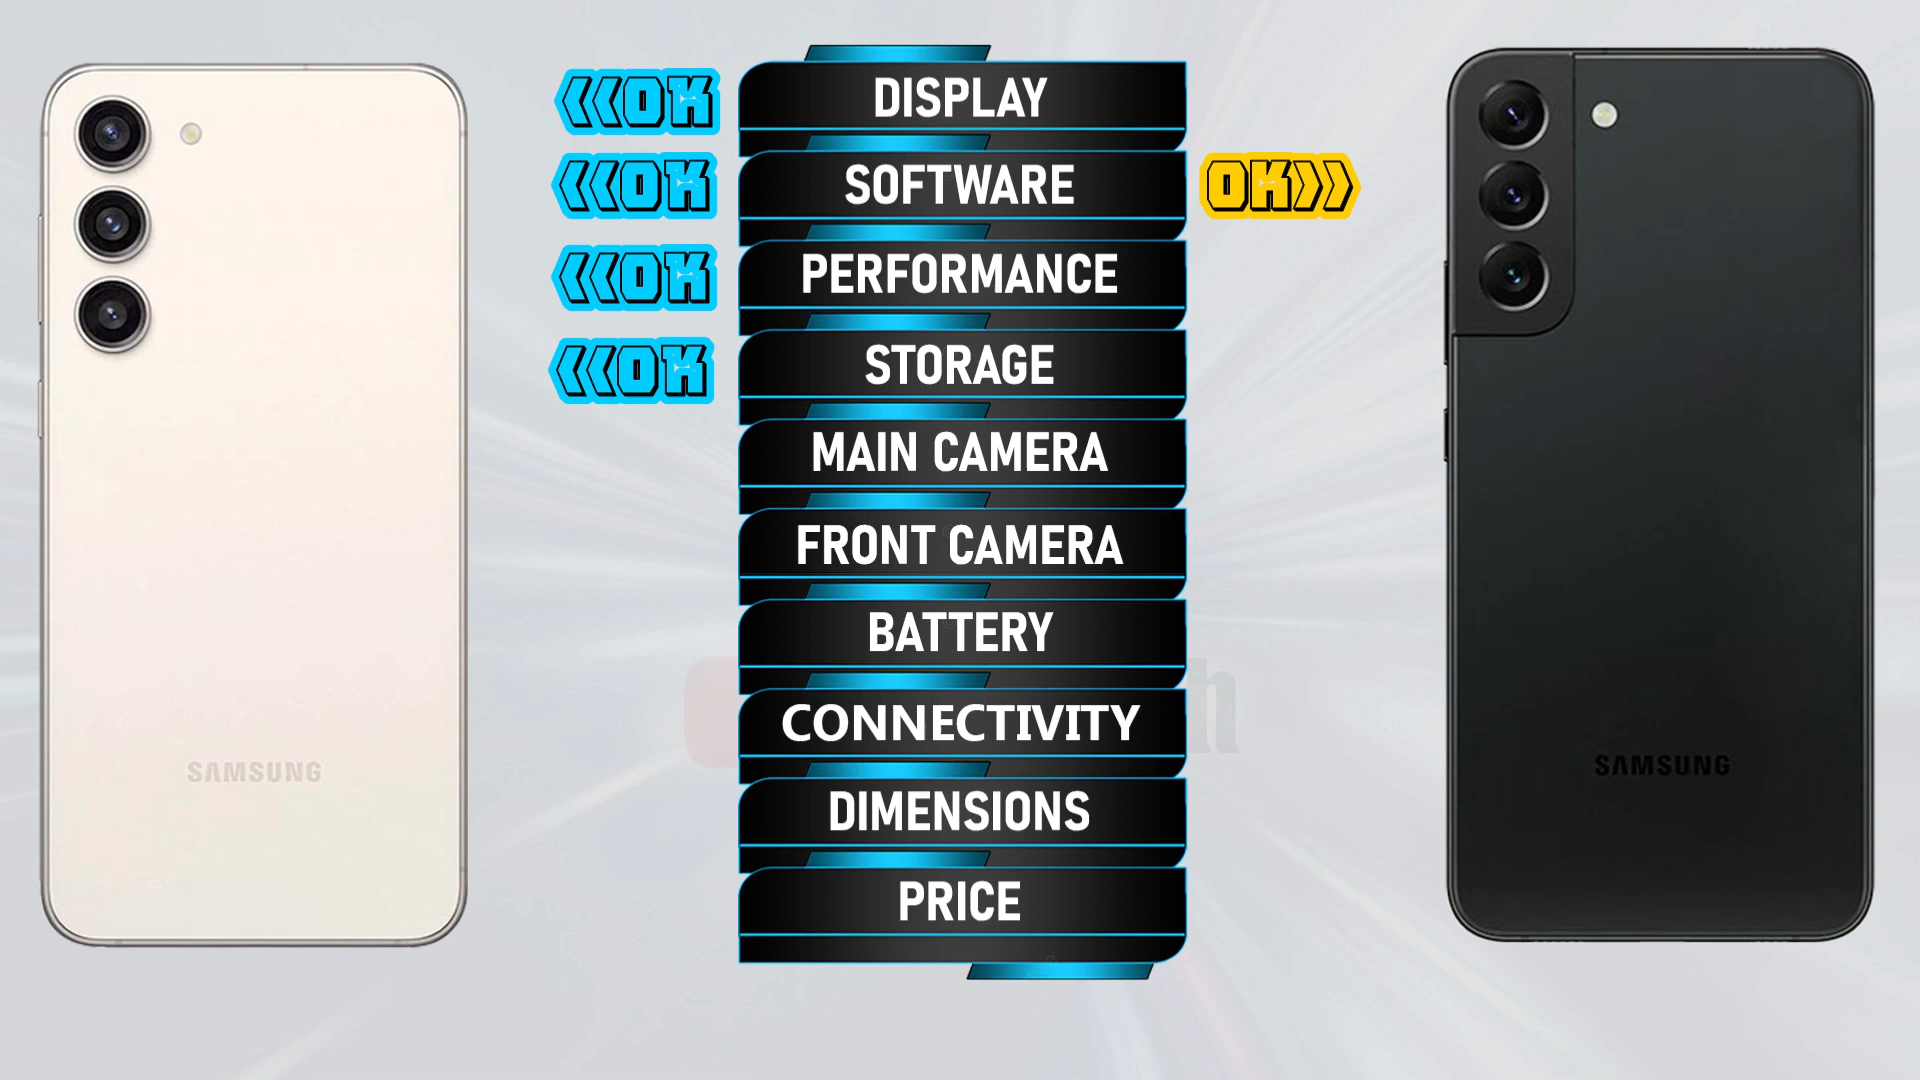 <<OK DISPLAY
<<OK SOFTWARE OK>>
<<OK PERFORMANCE
<<OK STORAGE
MAIN CAMERA
FRONT CAMERA
BATTERY
CONNECTIVITY
DIMENSIONS
PRICE
SAMSUNG
SAMSUNG